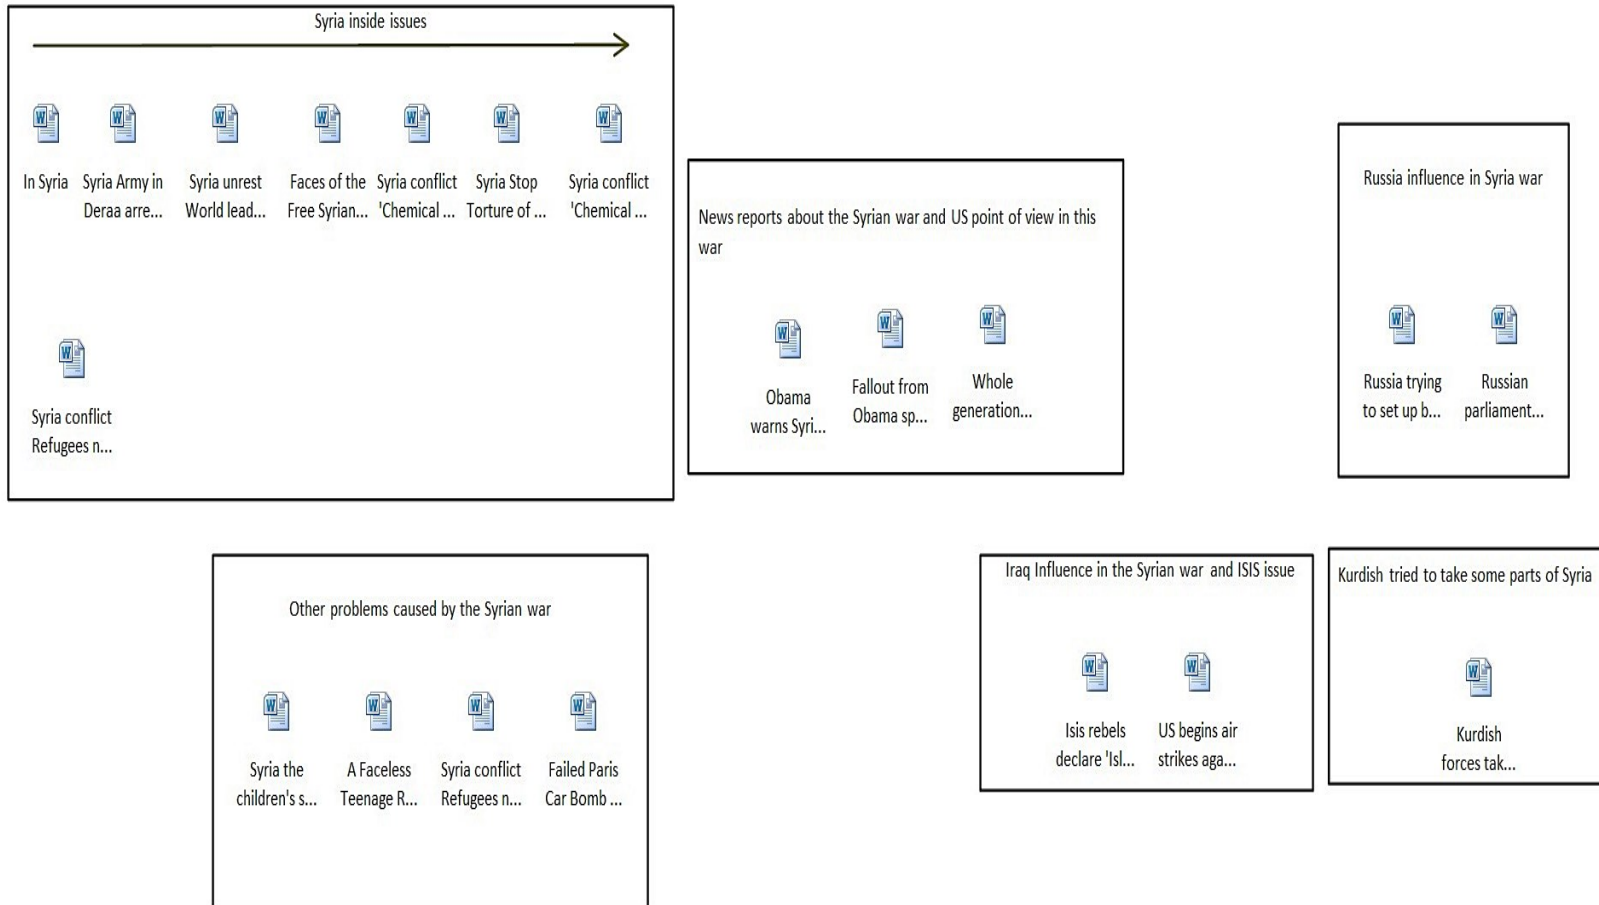 Syria inside issues
In Syria
Syria Army in
Deraa arre...
Syria unrest
World lead...
Faces of the
Free Syrian...
Syria conflict
'Chemical ...
Syria Stop
Torture of ...
Syria conflict
'Chemical ...
Syria conflict
Refugees n...
News reports about the Syrian war and US point of view in this
war
Obama
warns Syri...
Fallout from
Obama sp...
Whole
generation...
Russia influence in Syria war
Russia trying
to set up b...
Russian
parliament...
Other problems caused by the Syrian war
Syria the
children's s...
A Faceless
Teenage R...
Syria conflict
Refugees n...
Failed Paris
Car Bomb ...
Iraq Influence in the Syrian war and ISIS issue
Isis rebels
declare 'Isl...
US begins air
strikes aga...
Kurdish tried to take some parts of Syria
Kurdish
forces tak...